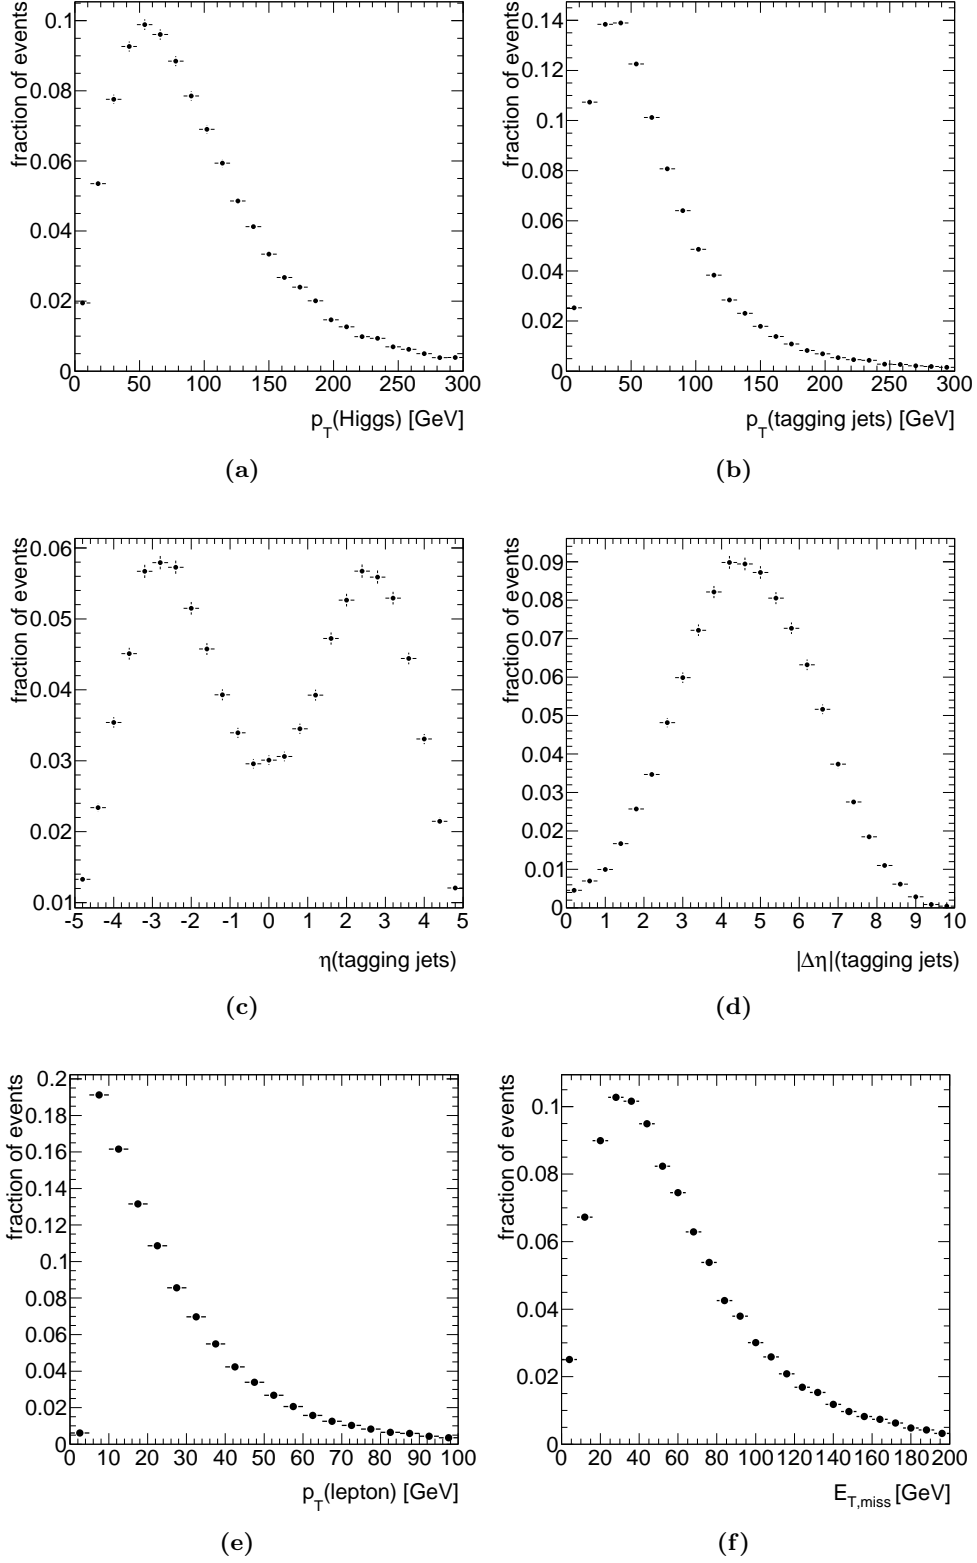 fraction of events
0.1
0.08
0.06
0.04
0.02
0
0 50 100 150 200 250 300
p_T(Higgs) [GeV]
(a)
fraction of events
0.14
0.12
0.1
0.08
0.06
0.04
0.02
0
0 50 100 150 200 250 300
p_T(tagging jets) [GeV]
(b)
fraction of events
0.06
0.05
0.04
0.03
0.02
0.01
-5 -4 -3 -2 -1 0 1 2 3 4 5
η(tagging jets)
(c)
fraction of events
0.09
0.08
0.07
0.06
0.05
0.04
0.03
0.02
0.01
0
0 1 2 3 4 5 6 7 8 9 10
|Δη|(tagging jets)
(d)
fraction of events
0.2
0.18
0.16
0.14
0.12
0.1
0.08
0.06
0.04
0.02
0
0 10 20 30 40 50 60 70 80 90 100
p_T(lepton) [GeV]
(e)
fraction of events
0.1
0.08
0.06
0.04
0.02
0
0 20 40 60 80 100 120 140 160 180 200
E_T,miss [GeV]
(f)